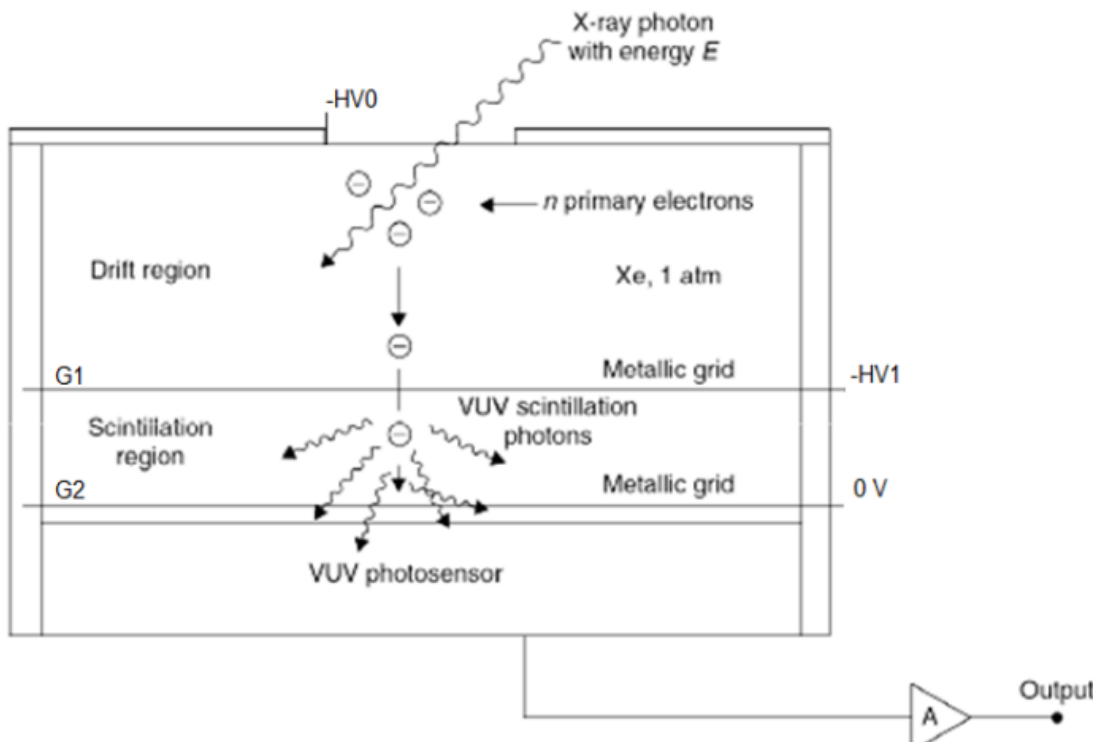 X-ray photon
with energy E
-HV0
n primary electrons
Drift region
Xe, 1 atm
G1
Metallic grid
-HV1
VUV scintillation
photons
Scintillation
region
G2
Metallic grid
0 V
VUV photosensor
Output
A